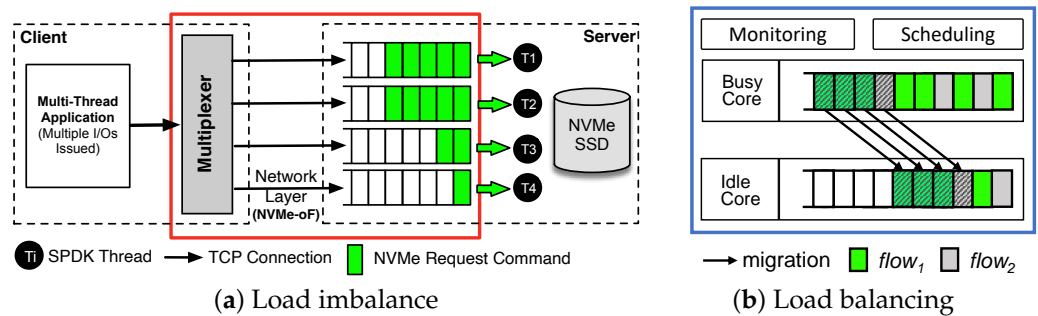 Client
Server
Multi-Thread
Application
(Multiple I/Os
Issued)
Multiplexer
Network
Layer
(NVMe-oF)
T1
T2
T3
T4
NVMe
SSD
Ti SPDK Thread
TCP Connection
NVMe Request Command
(a) Load imbalance
Monitoring
Scheduling
Busy
Core
Idle
Core
migration
flow₁
flow₂
(b) Load balancing